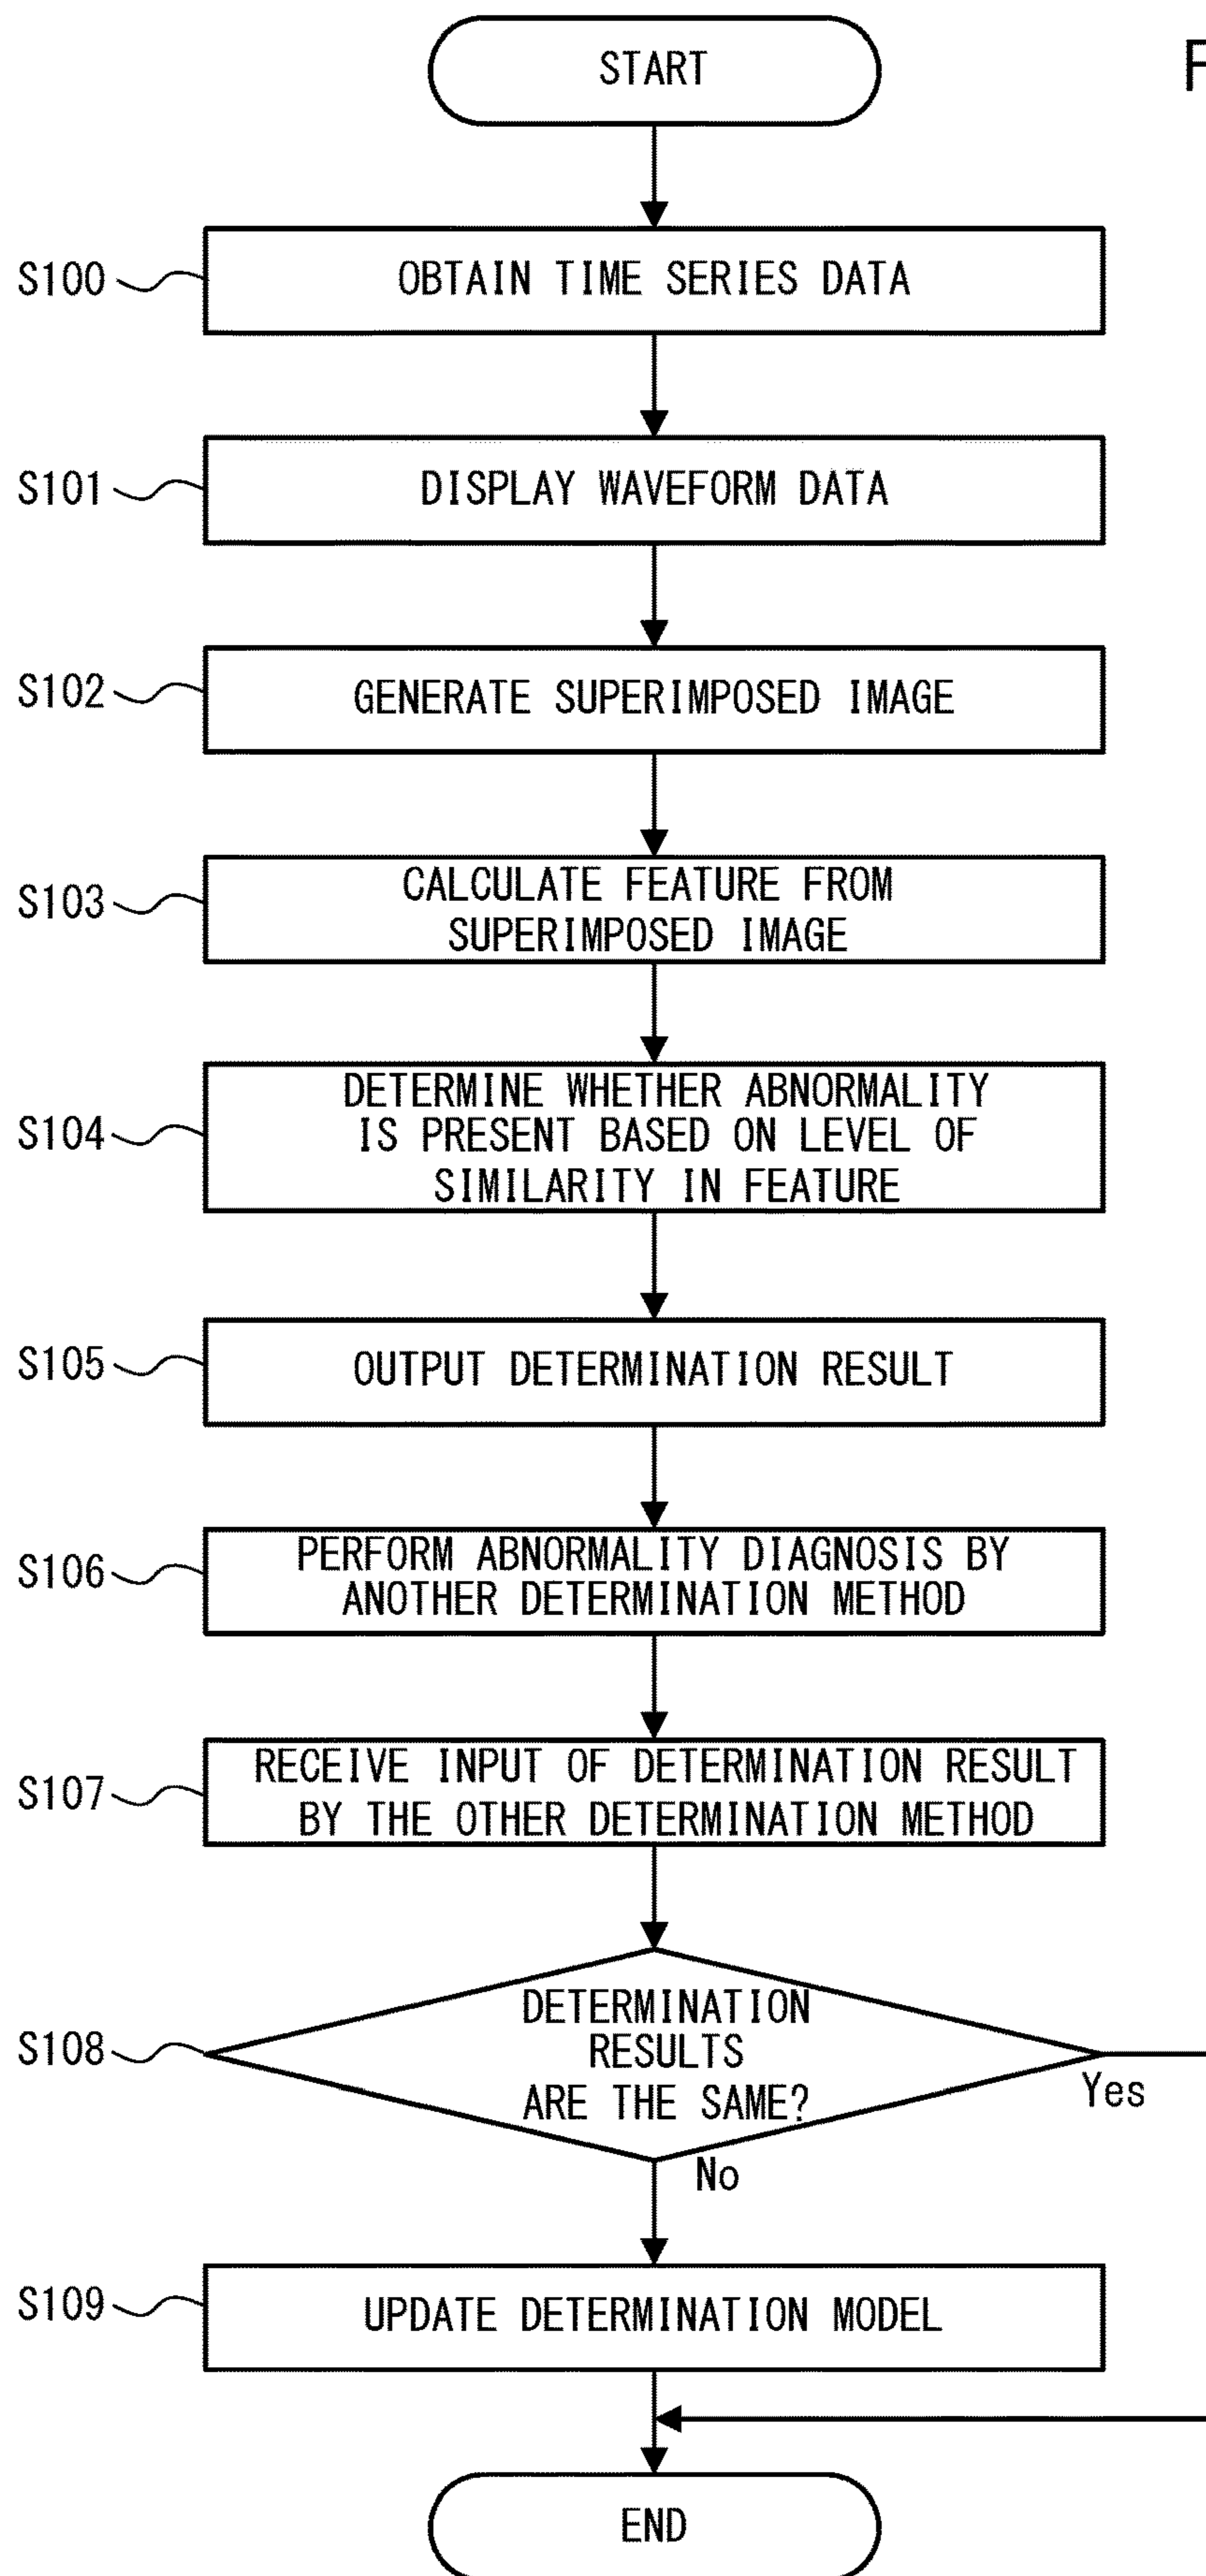 START
F
S100
OBTAIN TIME SERIES DATA
S101
DISPLAY WAVEFORM DATA
S102
GENERATE SUPERIMPOSED IMAGE
S103
CALCULATE FEATURE FROM
SUPERIMPOSED IMAGE
S104
DETERMINE WHETHER ABNORMALITY
IS PRESENT BASED ON LEVEL OF
SIMILARITY IN FEATURE
S105
OUTPUT DETERMINATION RESULT
S106
PERFORM ABNORMALITY DIAGNOSIS BY
ANOTHER DETERMINATION METHOD
S107
RECEIVE INPUT OF DETERMINATION RESULT
BY THE OTHER DETERMINATION METHOD
S108
DETERMINATION
RESULTS
ARE THE SAME?
Yes
No
S109
UPDATE DETERMINATION MODEL
END